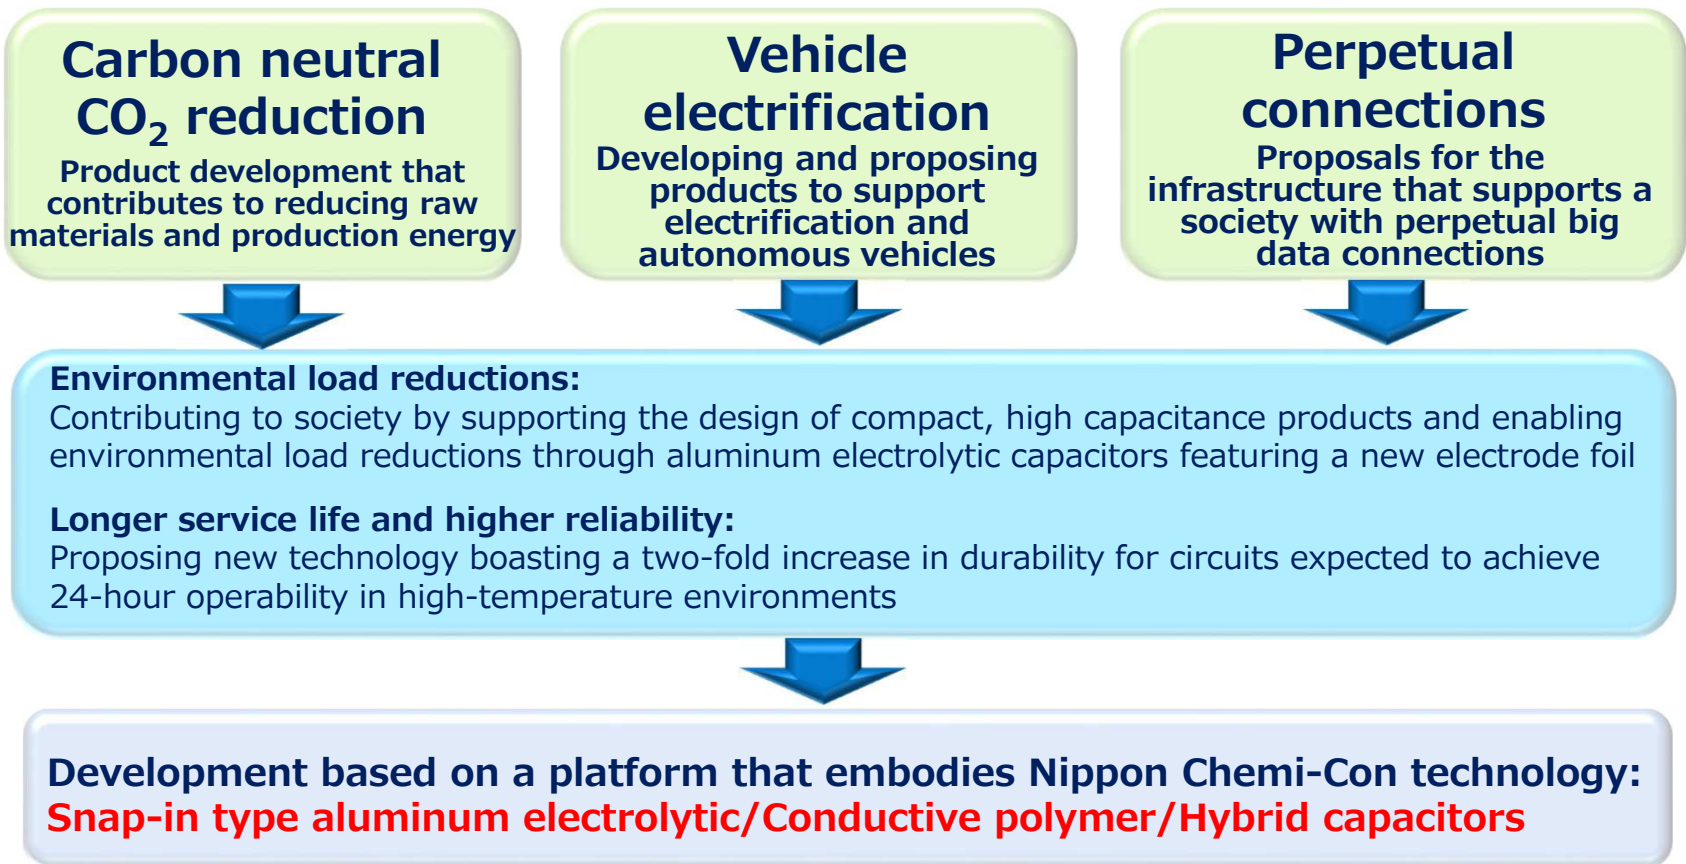 Carbon neutral
CO₂ reduction
Product development that
contributes to reducing raw
materials and production energy
Vehicle
electrification
Developing and proposing
products to support
electrification and
autonomous vehicles
Perpetual
connections
Proposals for the
infrastructure that supports a
society with perpetual big
data connections
Environmental load reductions:
Contributing to society by supporting the design of compact, high capacitance products and enabling
environmental load reductions through aluminum electrolytic capacitors featuring a new electrode foil
Longer service life and higher reliability:
Proposing new technology boasting a two-fold increase in durability for circuits expected to achieve
24-hour operability in high-temperature environments
Development based on a platform that embodies Nippon Chemi-Con technology:
Snap-in type aluminum electrolytic/Conductive polymer/Hybrid capacitors